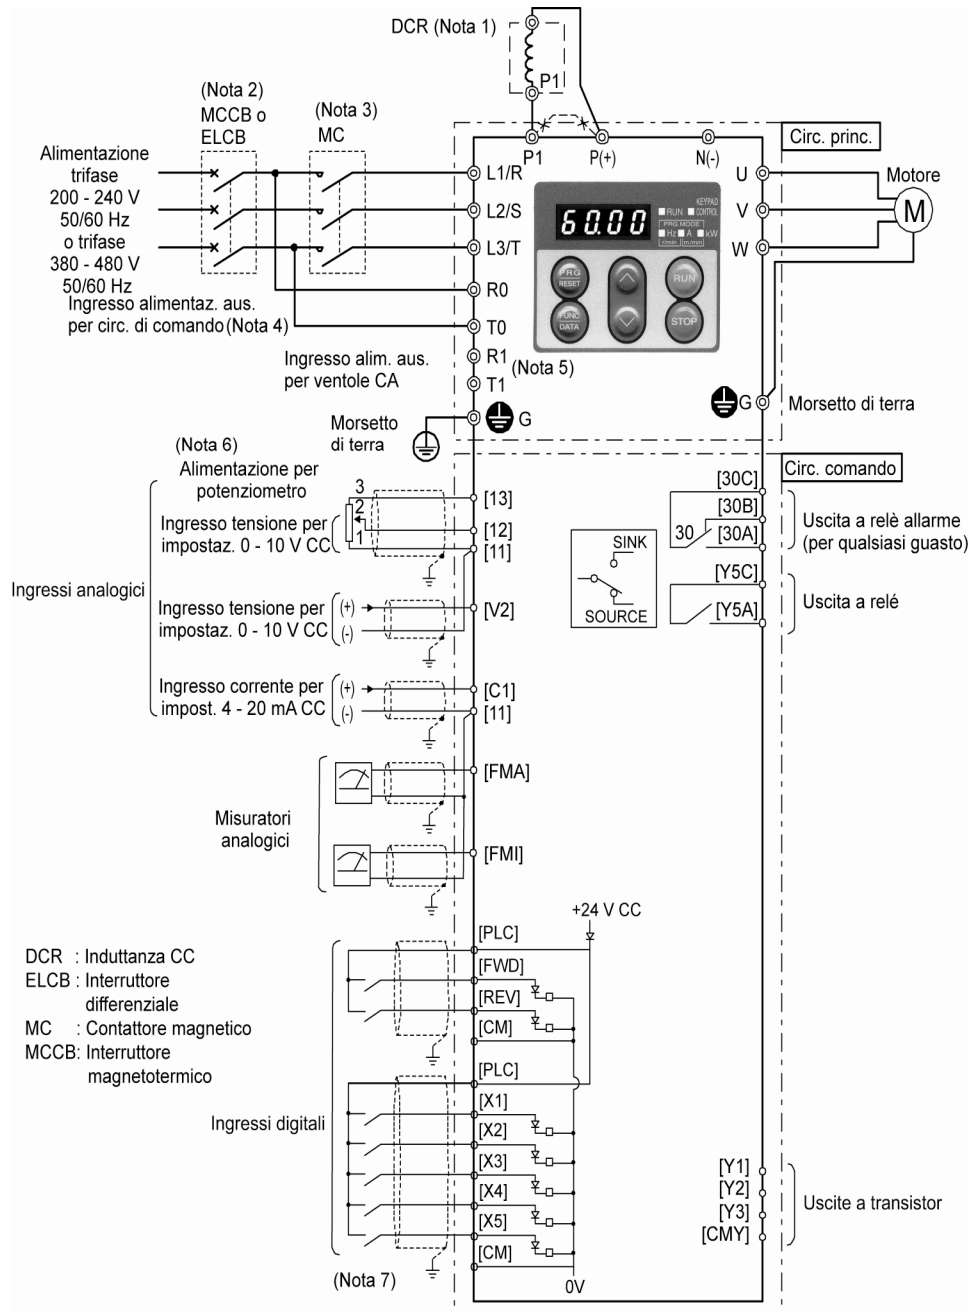 DCR (Nota 1)
P1
(Nota 2)
MCCB o
ELCB
(Nota 3)
MC
Alimentazione
trifase
200 - 240 V
50/60 Hz
o trifase
380 - 480 V
50/60 Hz
Ingresso alimentaz. aus.
per circ. di comando (Nota 4)
P1
P(+)
N(-)
Circ. princ.
L1/R
L2/S
L3/T
R0
T0
R1
T1
G
U
V
W
Motore
M
60.00
KEYPAD
RUN
CONTROL
PRG.MODE
Hz A kW
r/min. m/min
PRG
RESET
RUN
FUNC
DATA
STOP
(Nota 5)
Ingresso alim. aus.
per ventole CA
Morsetto
di terra
G
Morsetto di terra
Circ. comando
(Nota 6)
Alimentazione per
potenziometro
3
2
1
Ingresso tensione per
impostaz. 0 - 10 V CC
[13]
[12]
[11]
Ingressi analogici
Ingresso tensione per
impostaz. 0 - 10 V CC
(+)
(-)
[V2]
Ingresso corrente per
impost. 4 - 20 mA CC
(+)
(-)
[C1]
[11]
SINK
SOURCE
[30C]
[30B]
30
[30A]
Uscita a relè allarme
(per qualsiasi guasto)
[Y5C]
[Y5A]
Uscita a relé
Misuratori
analogici
[FMA]
[FMI]
+24 V CC
DCR : Induttanza CC
ELCB : Interruttore
differenziale
MC : Contattore magnetico
MCCB: Interruttore
magnetotermico
[PLC]
[FWD]
[REV]
[CM]
[PLC]
[X1]
[X2]
[X3]
[X4]
[X5]
[CM]
Ingressi digitali
(Nota 7)
0V
[Y1]
[Y2]
[Y3]
[CMY]
Uscite a transistor